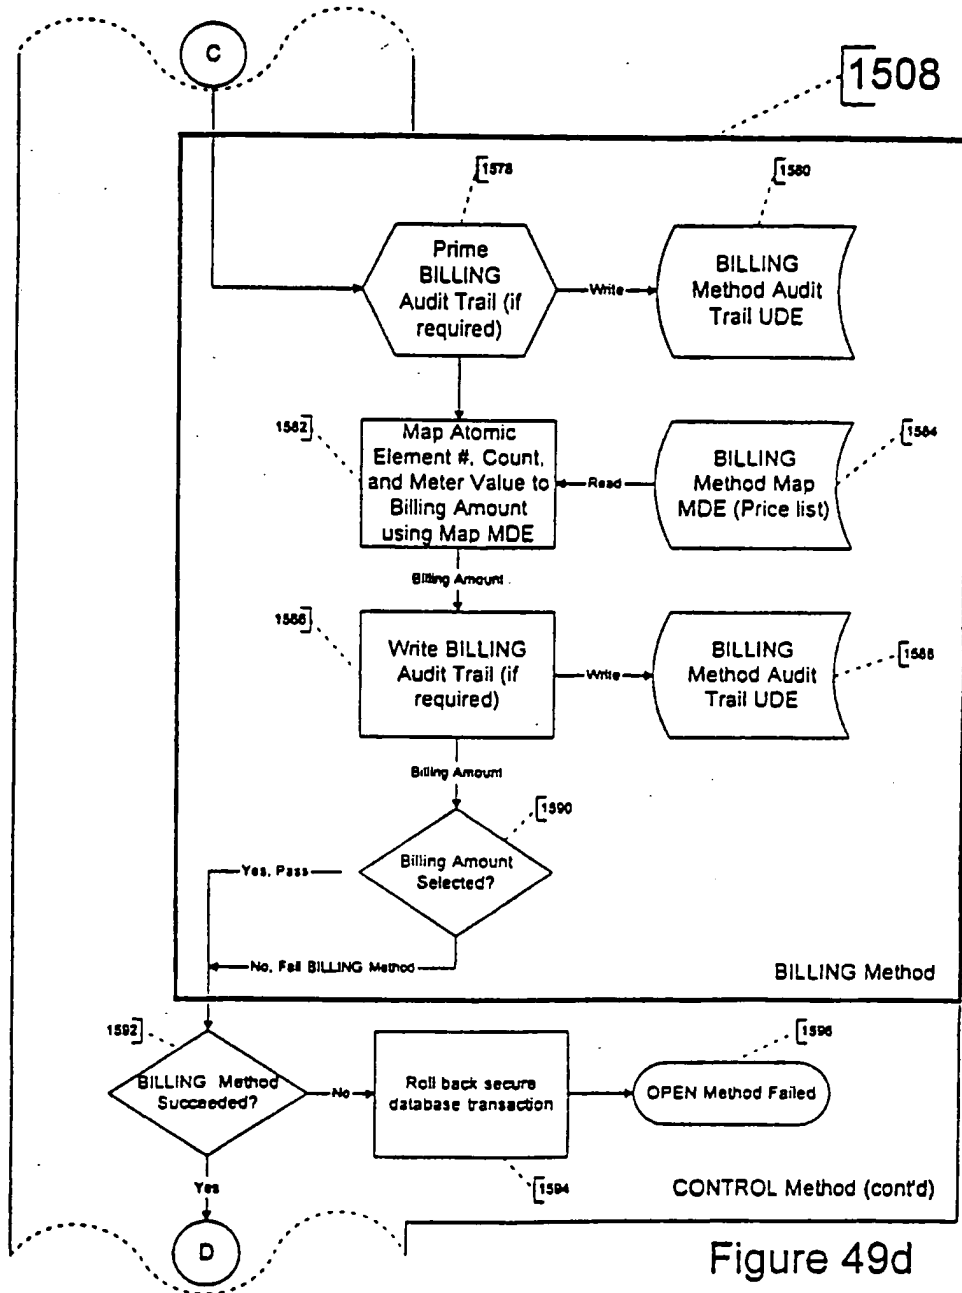 C
1508
1578
1580
Prime
BILLING
Audit Trail (if
required)
Write
BILLING
Method Audit
Trail UDE
1582
1584
Map Atomic
Element #, Count,
and Meter Value to
Billing Amount
using Map MDE
Read
BILLING
Method Map
MDE (Price list)
Billing Amount
1586
1588
Write BILLING
Audit Trail (if
required)
Write
BILLING
Method Audit
Trail UDE
Billing Amount
1590
Billing Amount
Selected?
Yes, Pass
No, Fail BILLING Method
BILLING Method
1592
1596
BILLING Method
Succeeded?
No
Roll back secure
database transaction
OPEN Method Failed
Yes
1594
CONTROL Method (cont'd)
D
Figure 49d